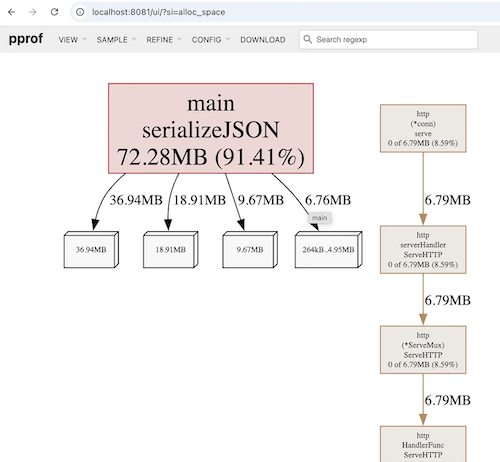 localhost:8081/ui/?si=alloc_space
pprof VIEW SAMPLE REFINE CONFIG DOWNLOAD Search regexp
main
serializeJSON
72.28MB (91.41%)
36.94MB 18.91MB 9.67MB 6.76MB
main
36.94MB 18.91MB 9.67MB 264kB..4.95MB
http
(*conn)
serve
0 of 6.79MB (8.59%)
6.79MB
http
serverHandler
ServeHTTP
0 of 6.79MB (8.59%)
6.79MB
http
(*ServeMux)
ServeHTTP
0 of 6.79MB (8.59%)
6.79MB
http
HandlerFunc
ServeHTTP